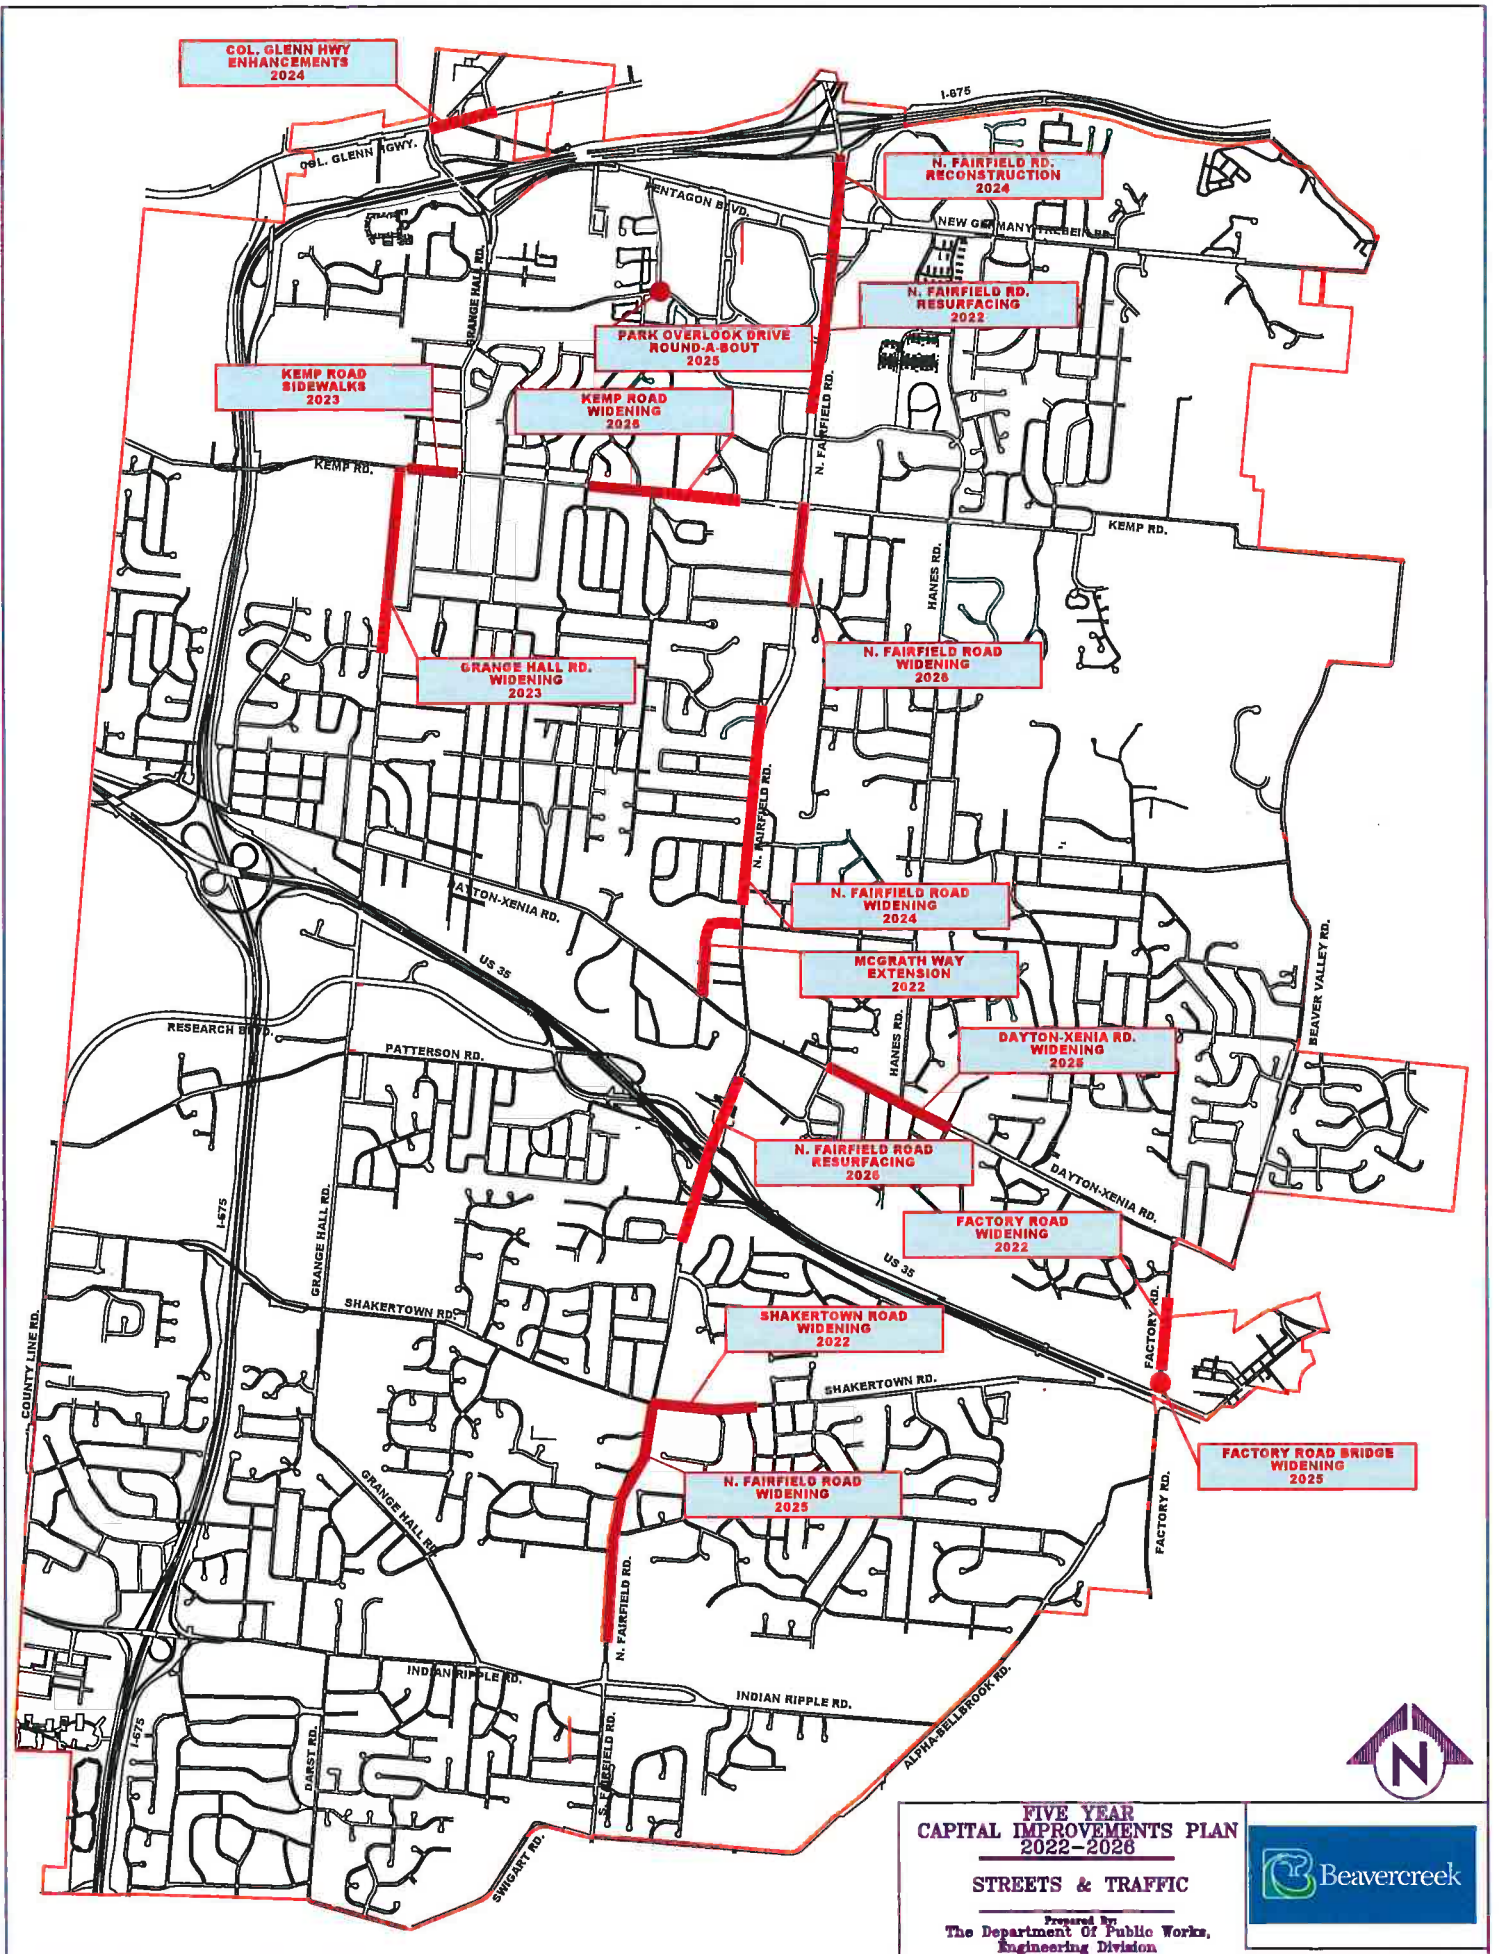 COL. GLENN HWY
ENHANCEMENTS
2024
I-675
COL. GLENN HGWY.
N. FAIRFIELD RD.
RECONSTRUCTION
2024
PENTAGON BLVD.
NEW GERMANY TREBEIN RD.
GRANGE HALL RD.
N. FAIRFIELD RD.
RESURFACING
2022
PARK OVERLOOK DRIVE
ROUND-A-BOUT
2025
KEMP ROAD
SIDEWALKS
2023
KEMP ROAD
WIDENING
2026
N. FAIRFIELD RD.
KEMP RD.
KEMP RD.
HANES RD.
N. FAIRFIELD ROAD
WIDENING
2026
GRANGE HALL RD.
WIDENING
2023
N. FAIRFIELD RD.
DAYTON-XENIA RD.
N. FAIRFIELD ROAD
WIDENING
2024
US 35
MCGRATH WAY
EXTENSION
2022
BEAVER VALLEY RD.
RESEARCH BLVD.
PATTERSON RD.
HANES RD.
DAYTON-XENIA RD.
WIDENING
2025
N. FAIRFIELD ROAD
RESURFACING
2026
DAYTON-XENIA RD.
I-675
GRANGE HALL RD.
FACTORY ROAD
WIDENING
2022
US 35
SHAKERTOWN RD.
SHAKERTOWN ROAD
WIDENING
2022
FACTORY RD.
COUNTY LINE RD.
SHAKERTOWN RD.
FACTORY ROAD BRIDGE
WIDENING
2025
GRANGE HALL RD.
N. FAIRFIELD ROAD
WIDENING
2025
FACTORY RD.
N. FAIRFIELD RD.
INDIAN RIPPLE RD.
INDIAN RIPPLE RD.
ALPHA-BELLBROOK RD.
I-675
DARST RD.
S. FAIRFIELD RD.
SWIGART RD.
N
FIVE YEAR
CAPITAL IMPROVEMENTS PLAN
2022-2026
STREETS & TRAFFIC
Prepared By:
The Department Of Public Works,
Engineering Division
Beavercreek